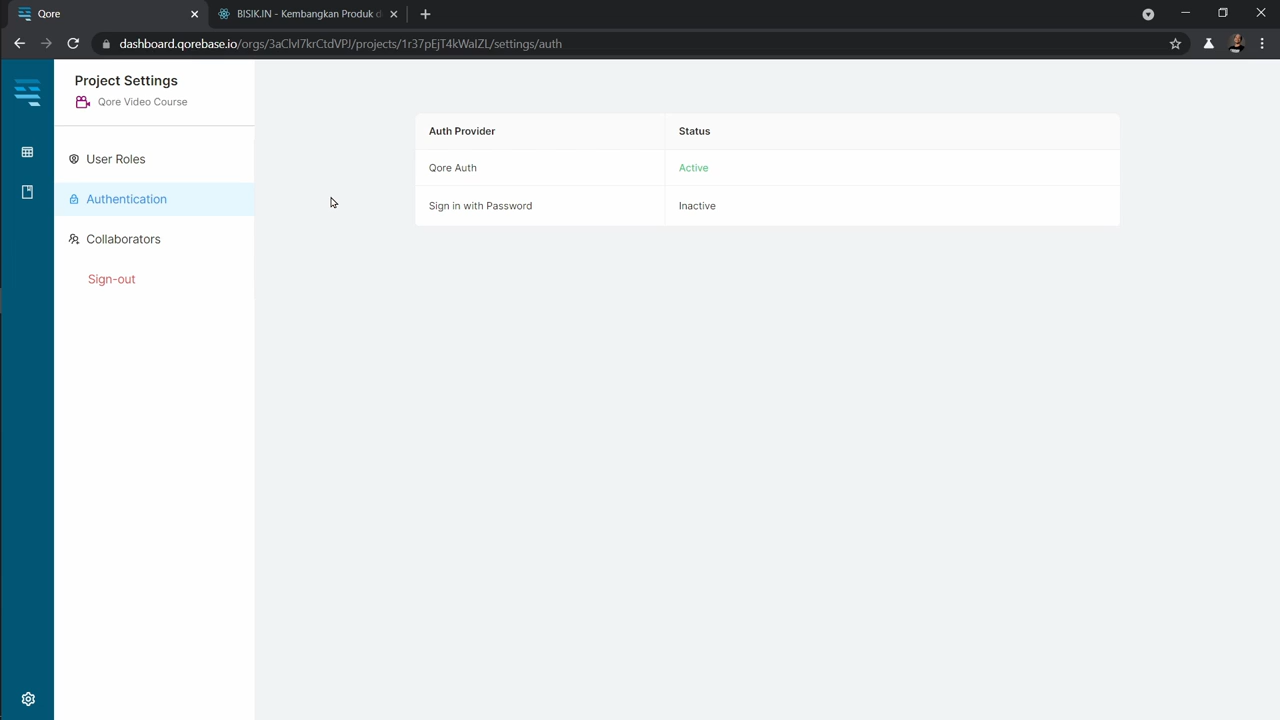 Qore
BISIK.IN - Kembangkan Produk d
dashboard.qorebase.io/orgs/3aClvI7krCtdVPJ/projects/1r37pEjT4kWaIZL/settings/auth
Project Settings
Qore Video Course
User Roles
Authentication
Collaborators
Sign-out
Auth Provider Status
Qore Auth Active
Sign in with Password Inactive